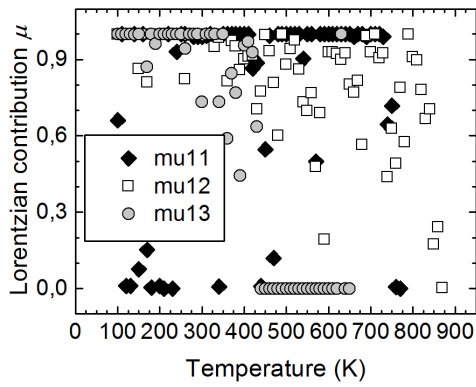 Lorentzian contribution μ
0,9
0,6
0,3
0,0
mu11
mu12
mu13
0 100 200 300 400 500 600 700 800 900
Temperature (K)